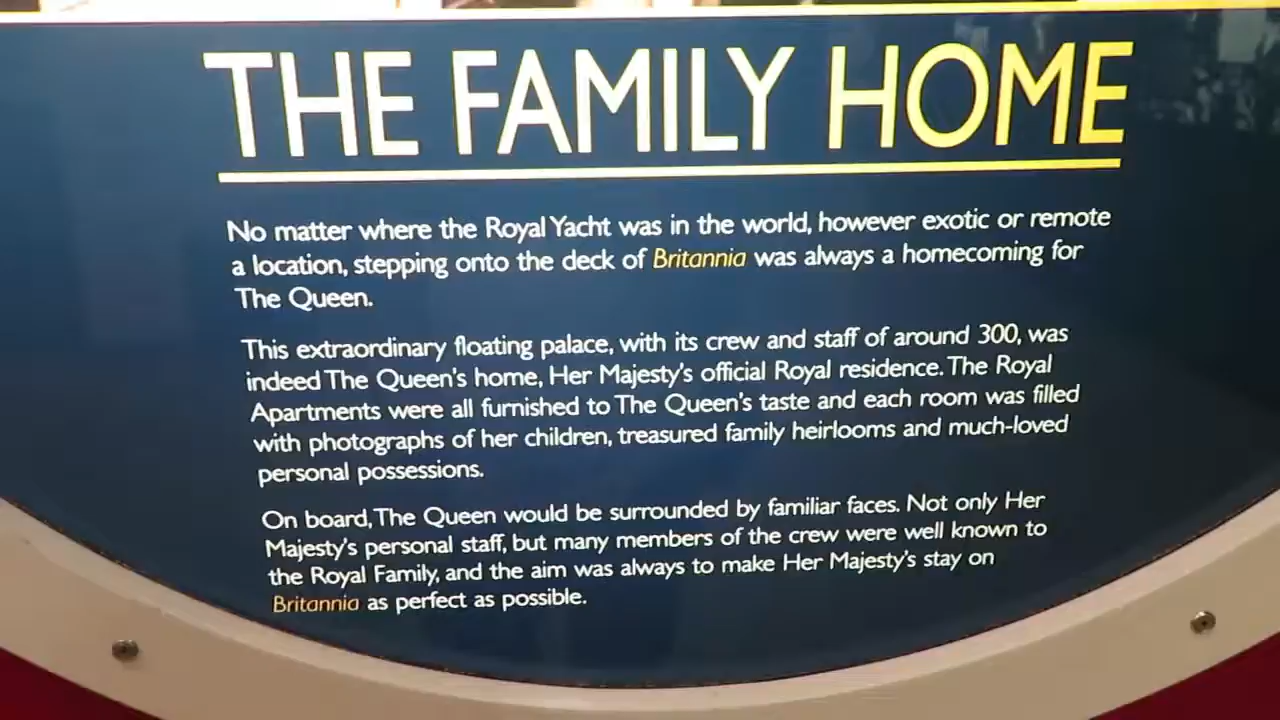 THE FAMILY HOME
No matter where the Royal Yacht was in the world, however exotic or remote
a location, stepping onto the deck of Britannia was always a homecoming for
The Queen.
This extraordinary floating palace, with its crew and staff of around 300, was
indeed The Queen's home, Her Majesty's official Royal residence. The Royal
Apartments were all furnished to The Queen's taste and each room was filled
with photographs of her children, treasured family heirlooms and much-loved
personal possessions.
On board, The Queen would be surrounded by familiar faces. Not only Her
Majesty's personal staff, but many members of the crew were well known to
the Royal Family, and the aim was always to make Her Majesty's stay on
Britannia as perfect as possible.